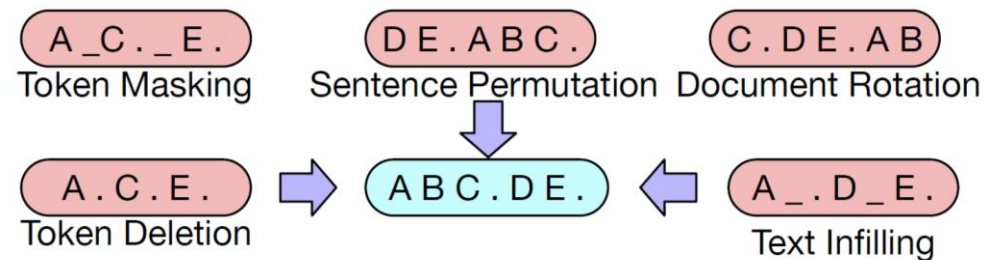 A _ C . _ E .
D E . A B C .
C . D E . A B
Token Masking
Sentence Permutation
Document Rotation
A . C . E .
A B C . D E .
A _ . D _ E .
Token Deletion
Text Infilling